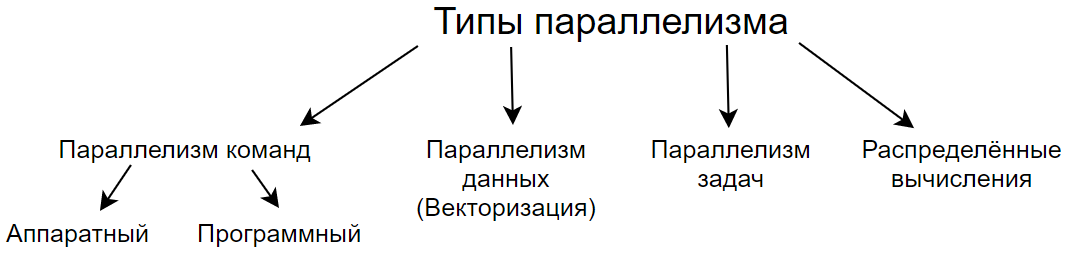 Типы параллелизма
Параллелизм команд
Параллелизм
данных
(Векторизация)
Параллелизм
задач
Распределённые
вычисления
Аппаратный
Программный